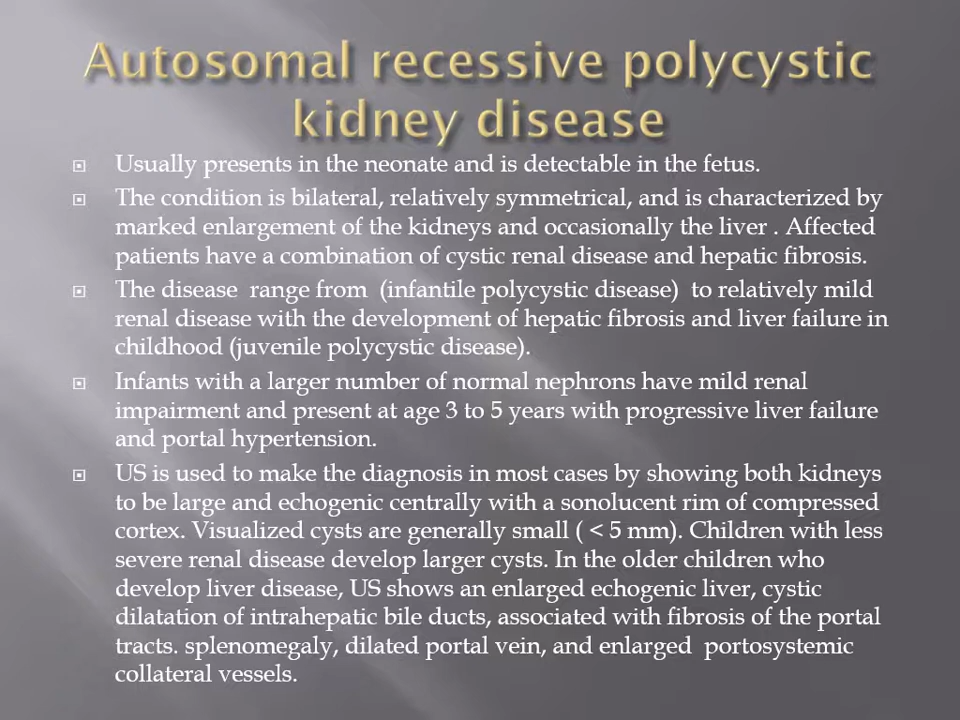 Autosomal recessive polycystic
kidney disease
Usually presents in the neonate and is detectable in the fetus.
The condition is bilateral, relatively symmetrical, and is characterized by
marked enlargement of the kidneys and occasionally the liver . Affected
patients have a combination of cystic renal disease and hepatic fibrosis.
The disease  range from  (infantile polycystic disease)  to relatively mild
renal disease with the development of hepatic fibrosis and liver failure in
childhood (juvenile polycystic disease).
Infants with a larger number of normal nephrons have mild renal
impairment and present at age 3 to 5 years with progressive liver failure
and portal hypertension.
US is used to make the diagnosis in most cases by showing both kidneys
to be large and echogenic centrally with a sonolucent rim of compressed
cortex. Visualized cysts are generally small ( < 5 mm). Children with less
severe renal disease develop larger cysts. In the older children who
develop liver disease, US shows an enlarged echogenic liver, cystic
dilatation of intrahepatic bile ducts, associated with fibrosis of the portal
tracts. splenomegaly, dilated portal vein, and enlarged  portosystemic
collateral vessels.